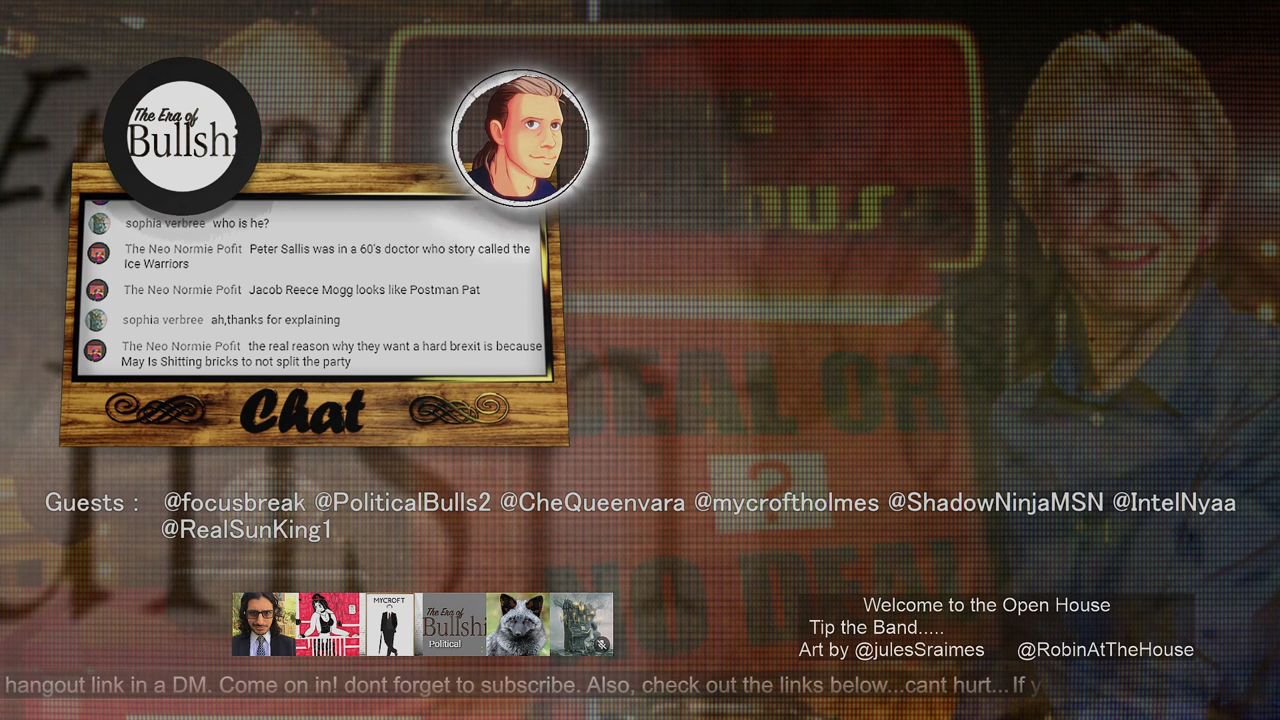 The Era of
Bullshi
sophia verbree who is he?
The Neo Normie Pofit Peter Sallis was in a 60's doctor who story called the
Ice Warriors
The Neo Normie Pofit Jacob Reece Mogg looks like Postman Pat
sophia verbree ah,thanks for explaining
The Neo Normie Pofit the real reason why they want a hard brexit is because
May Is Shitting bricks to not split the party
Chat
DEAL OR
?
NO DEAL
Guests : @focusbreak @PoliticalBulls2 @CheQueenvara @mycroftholmes @ShadowNinjaMSN @IntelNyaa
@RealSunKing1
MYCROFT
The Era of
Bullshi
Political
Welcome to the Open House
Tip the Band.....
Art by @julesSraimes @RobinAtTheHouse
hangout link in a DM. Come on in! dont forget to subscribe. Also, check out the links below...cant hurt... If y